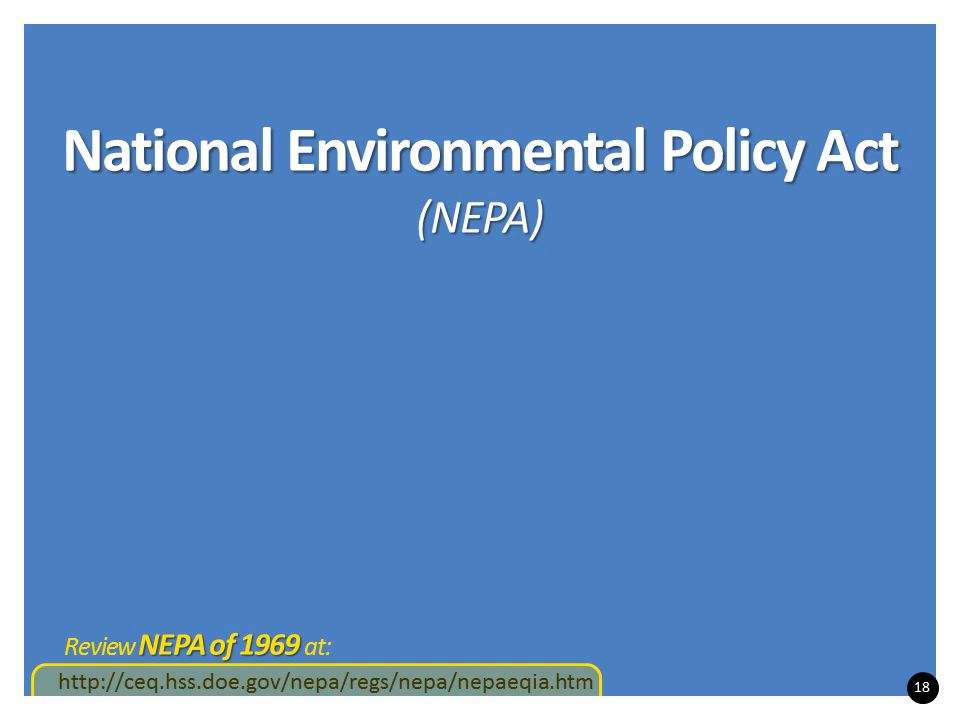 National Environmental Policy Act
(NEPA)
Review NEPA of 1969 at:
http://ceq.hss.doe.gov/nepa/regs/nepa/nepaeqia.htm
18